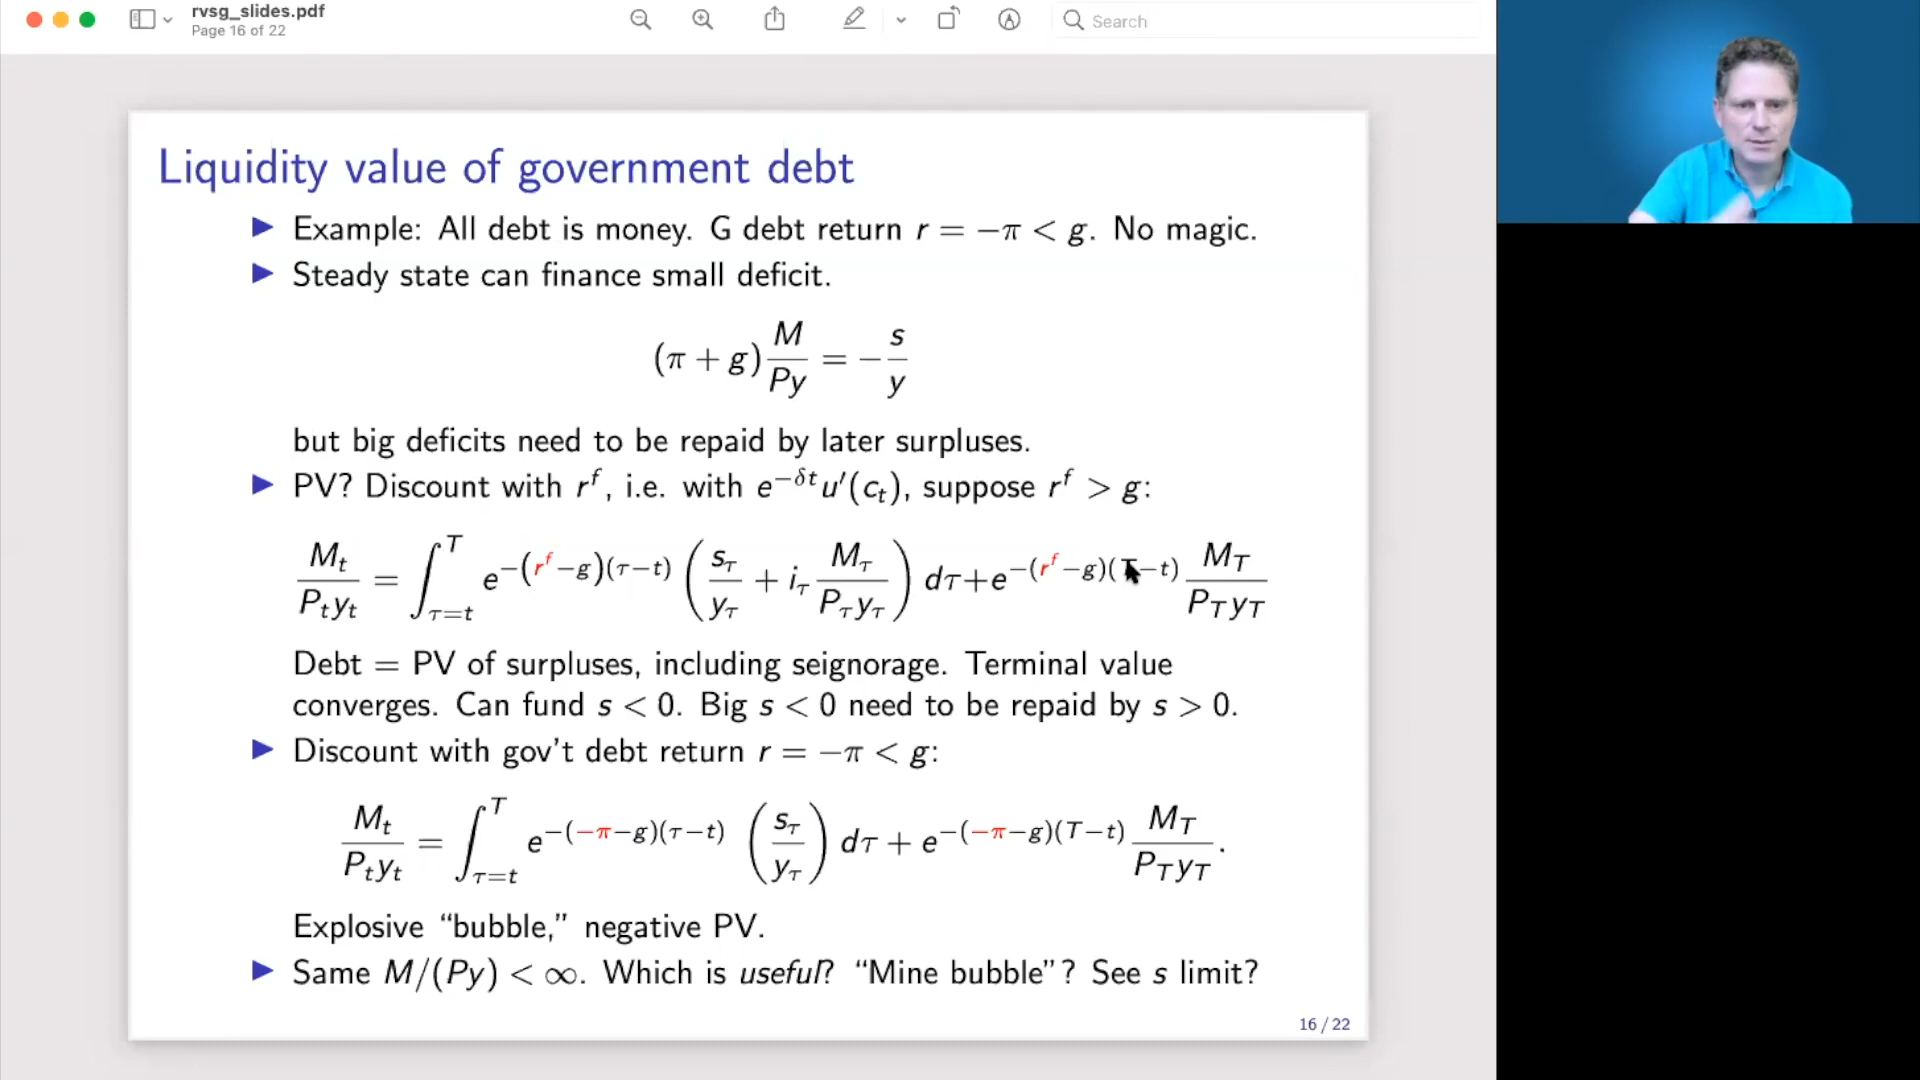 rvsg_slides.pdf
Page 16 of 22
Search
Liquidity value of government debt
▶ Example: All debt is money. G debt return r = −π < g. No magic.
▶ Steady state can finance small deficit.
(π + g) M/(Py) = − s/y
but big deficits need to be repaid by later surpluses.
▶ PV? Discount with r^f, i.e. with e^{−δt}u′(c_t), suppose r^f > g:
M_t/(P_t y_t) = ∫_{τ=t}^{T} e^{−(r^f−g)(τ−t)} (s_τ/y_τ + i_τ M_τ/(P_τ y_τ)) dτ + e^{−(r^f−g)(T−t)} M_T/(P_T y_T)
Debt = PV of surpluses, including seignorage. Terminal value
converges. Can fund s < 0. Big s < 0 need to be repaid by s > 0.
▶ Discount with gov't debt return r = −π < g:
M_t/(P_t y_t) = ∫_{τ=t}^{T} e^{−(−π−g)(τ−t)} (s_τ/y_τ) dτ + e^{−(−π−g)(T−t)} M_T/(P_T y_T).
Explosive “bubble,” negative PV.
▶ Same M/(Py) < ∞. Which is useful? “Mine bubble”? See s limit?
16 / 22